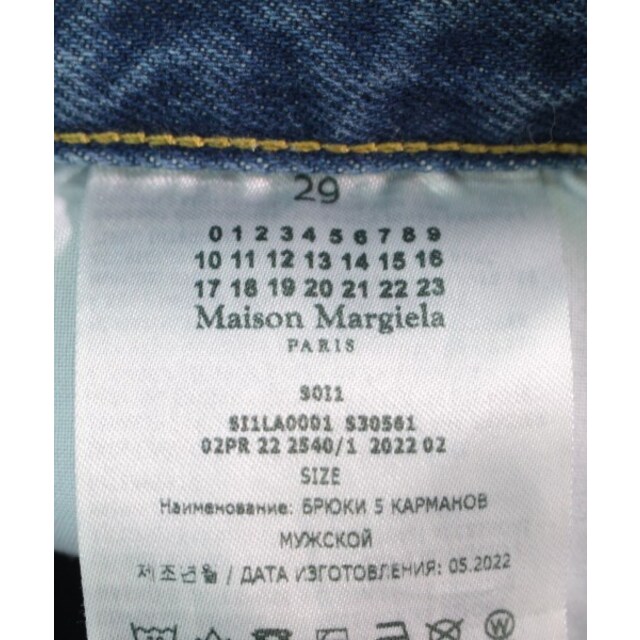 29
0 1 2 3 4 5 6 7 8 9
10 11 12 13 14 15 16
17 18 19 20 21 22 23
Maison Margiela
PARIS
S0I1
SI1LA0001 S30561
02PR 22 2540/1 2022 02
SIZE
Наименование: БРЮКИ 5 КАРМАНОВ
МУЖСКОЙ
제조년월 / ДАТА ИЗГОТОВЛЕНИЯ: 05.2022